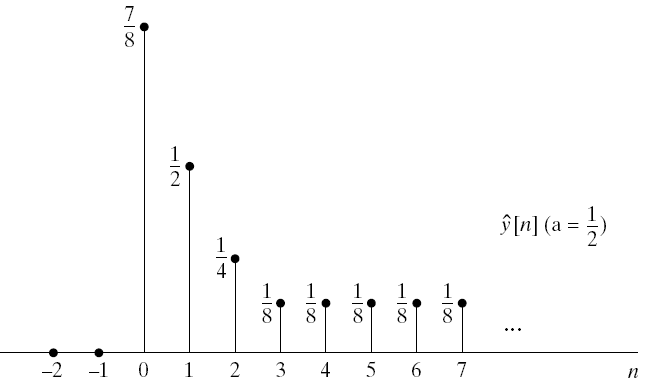 7/8
1/2
1/4
1/8 1/8 1/8 1/8 1/8
ŷ[n] (a = 1/2)
...
–2 –1 0 1 2 3 4 5 6 7 n